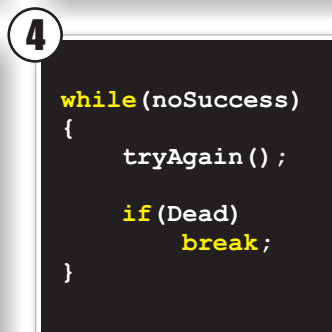 4
while(noSuccess)
{
    tryAgain();
    if(Dead)
        break;
}